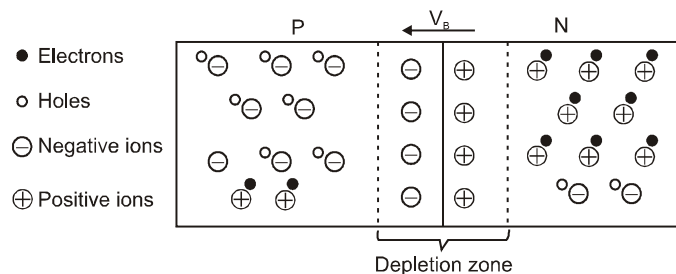 P
V_B
N
Electrons
Holes
Negative ions
Positive ions
Depletion zone